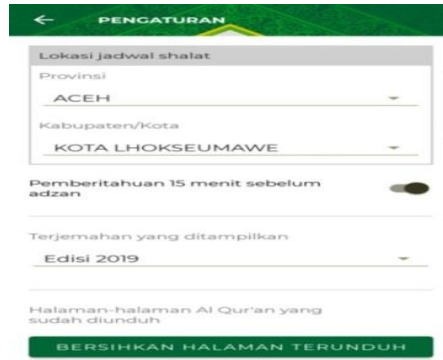 PENGATURAN
Lokasi jadwal shalat
Provinsi
ACEH
Kabupaten/Kota
KOTA LHOKSEUMAWE
Pemberitahuan 15 menit sebelum
adzan
Terjemahan yang ditampilkan
Edisi 2019
Halaman-halaman Al Qur'an yang
sudah diunduh
BERSIHKAN HALAMAN TERUNDUH